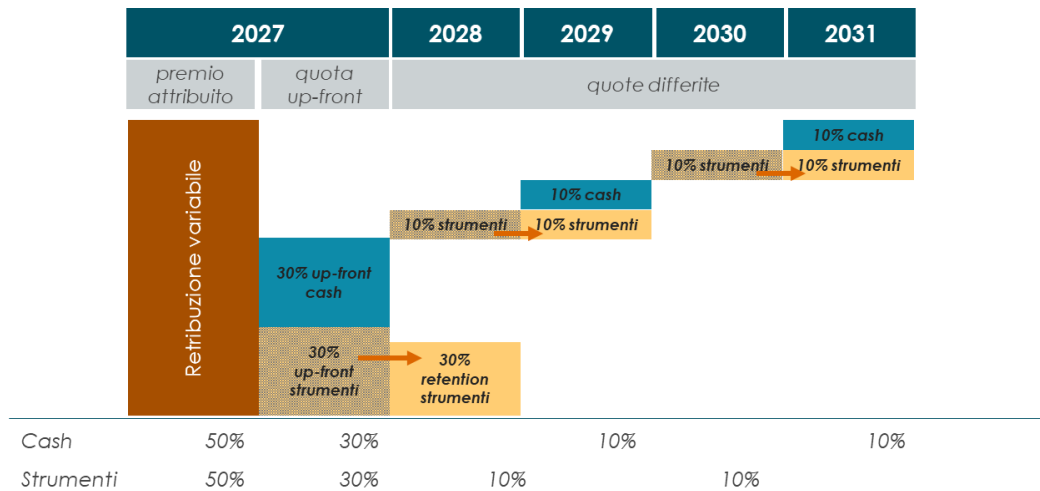 2027 2028 2029 2030 2031
premio
attribuito
quota
up-front
quote differite
Retribuzione variabile
10% cash
10% strumenti 10% strumenti
10% cash
10% strumenti 10% strumenti
30% up-front
cash
30%
up-front
strumenti
30%
retention
strumenti
Cash 50% 30% 10% 10%
Strumenti 50% 30% 10% 10%